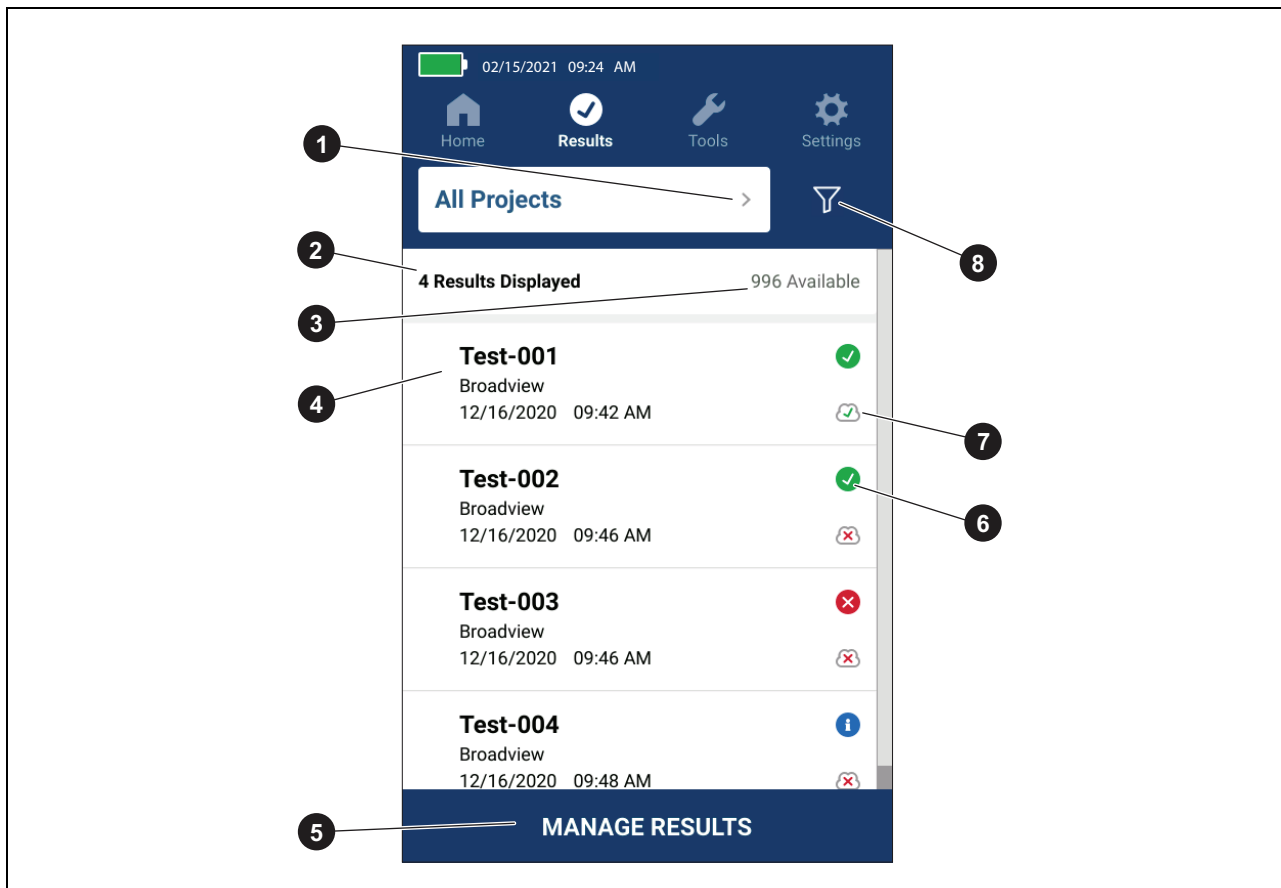 02/15/2021 09:24 AM
Home Results Tools Settings
1
All Projects
8
2
4 Results Displayed 996 Available
3
Test-001
4
Broadview
12/16/2020 09:42 AM
7
Test-002
Broadview
6
12/16/2020 09:46 AM
Test-003
Broadview
12/16/2020 09:46 AM
Test-004
Broadview
12/16/2020 09:48 AM
5
MANAGE RESULTS